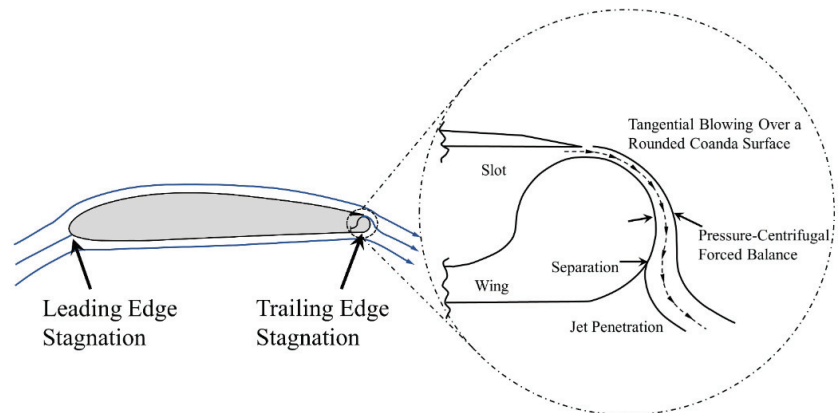 Leading Edge
Stagnation
Trailing Edge
Stagnation
Tangential Blowing Over a
Rounded Coanda Surface
Slot
Pressure-Centrifugal,
Forced Balance
Separation
Wing
Jet Penetration